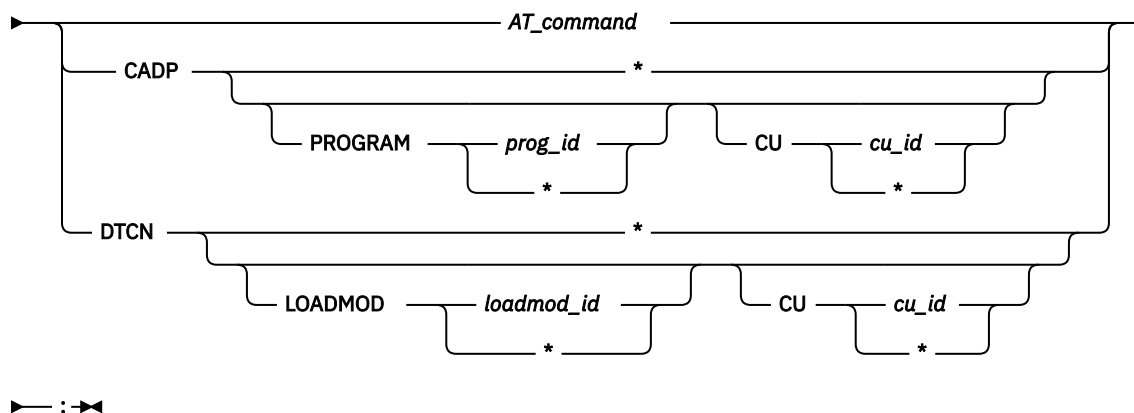 AT_command
CADP *
PROGRAM prog_id CU cu_id
* *
DTCN *
LOADMOD loadmod_id CU cu_id
* *
;